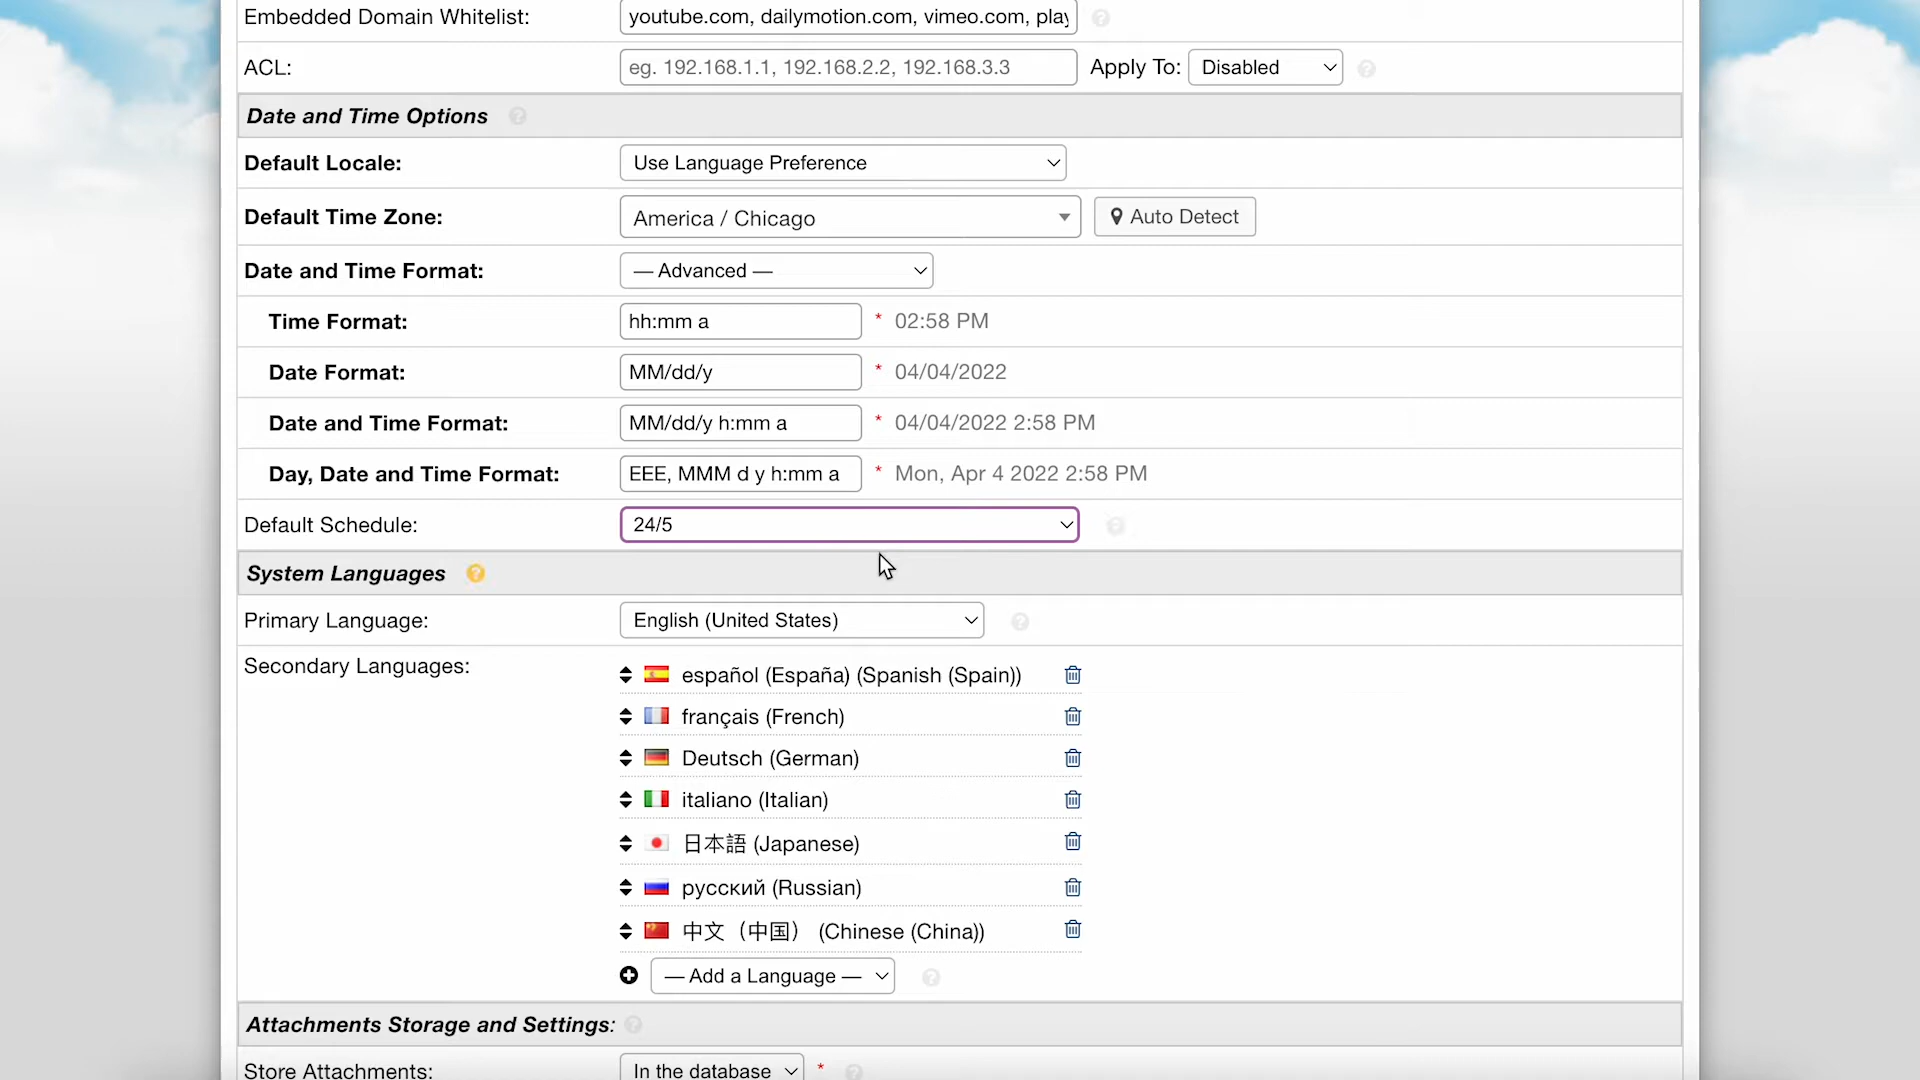 Embedded Domain Whitelist: youtube.com, dailymotion.com, vimeo.com, play
ACL: eg. 192.168.1.1, 192.168.2.2, 192.168.3.3 Apply To: Disabled
Date and Time Options
Default Locale: Use Language Preference
Default Time Zone: America / Chicago Auto Detect
Date and Time Format: — Advanced —
Time Format: hh:mm a * 02:58 PM
Date Format: MM/dd/y * 04/04/2022
Date and Time Format: MM/dd/y h:mm a * 04/04/2022 2:58 PM
Day, Date and Time Format: EEE, MMM d y h:mm a * Mon, Apr 4 2022 2:58 PM
Default Schedule: 24/5
System Languages
Primary Language: English (United States)
Secondary Languages: español (España) (Spanish (Spain))
français (French)
Deutsch (German)
italiano (Italian)
日本語 (Japanese)
русский (Russian)
中文（中国） (Chinese (China))
— Add a Language —
Attachments Storage and Settings:
Store Attachments: In the database *